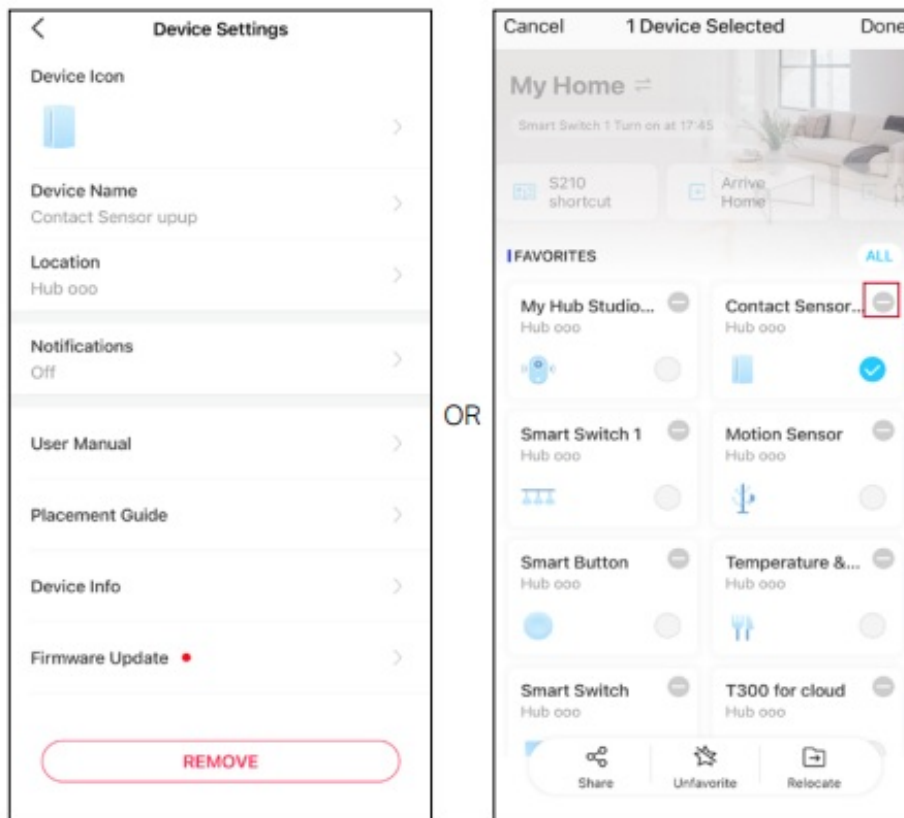 Device Settings
Device Icon
Device Name
Contact Sensor upup
Location
Hub ooo
Notifications
Off
User Manual
Placement Guide
Device Info
Firmware Update
REMOVE
OR
Cancel 1 Device Selected Done
My Home
Smart Switch 1 Turn on at 17:45
S210
shortcut
Arrive
Home
FAVORITES ALL
My Hub Studio... Contact Sensor...
Hub ooo Hub ooo
Smart Switch 1 Motion Sensor
Hub ooo Hub ooo
Smart Button Temperature &...
Hub ooo Hub ooo
Smart Switch T300 for cloud
Hub ooo Hub ooo
Share Unfavorite Relocate